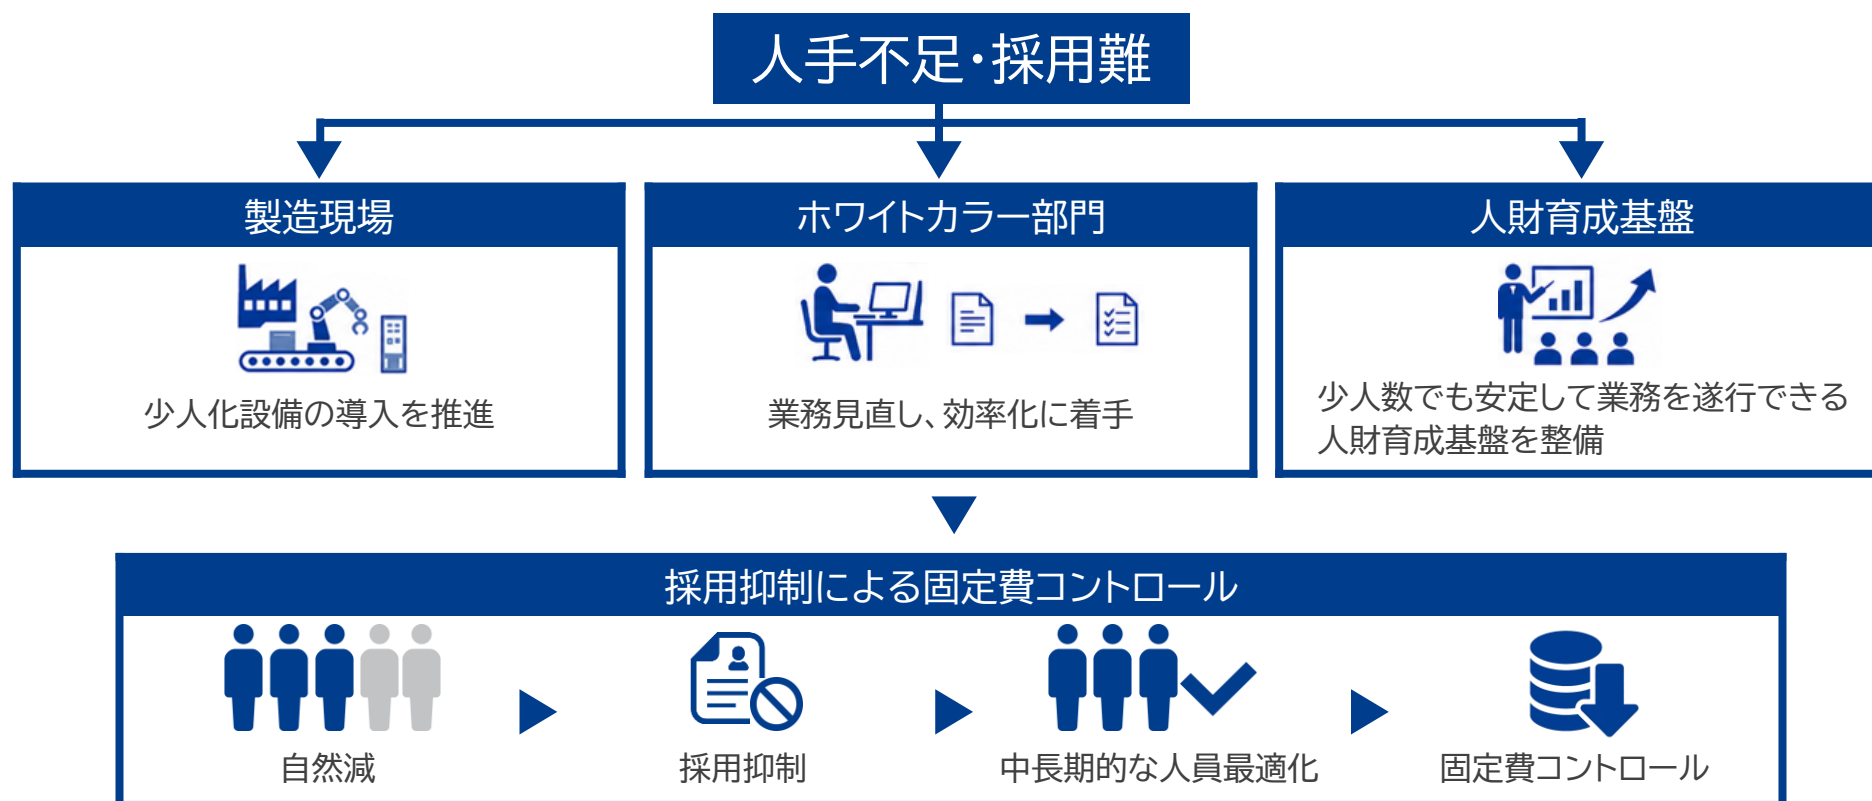 人手不足・採用難
製造現場
ホワイトカラー部門
人財育成基盤
少人化設備の導入を推進
業務見直し、効率化に着手
少人数でも安定して業務を遂行できる
人財育成基盤を整備
採用抑制による固定費コントロール
自然減
採用抑制
中長期的な人員最適化
固定費コントロール